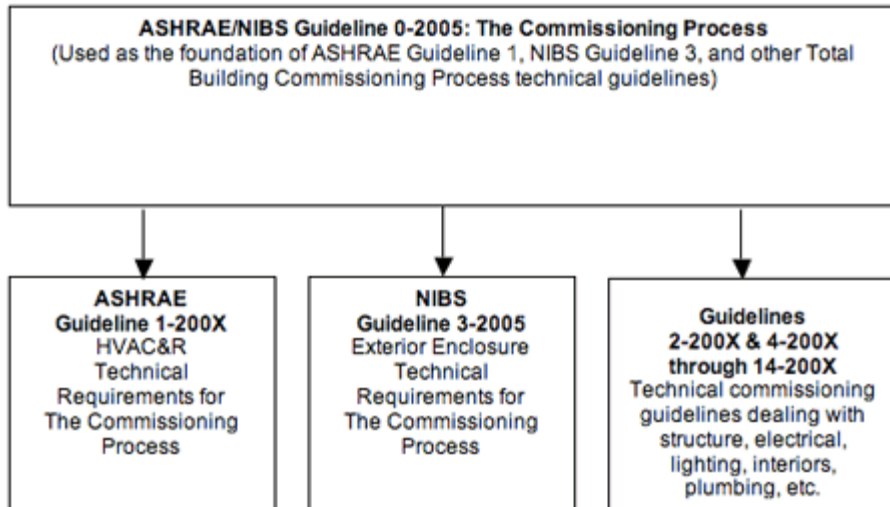 ASHRAE/NIBS Guideline 0-2005: The Commissioning Process
(Used as the foundation of ASHRAE Guideline 1, NIBS Guideline 3, and other Total
Building Commissioning Process technical guidelines)
ASHRAE
Guideline 1-200X
HVAC&R
Technical
Requirements for
The Commissioning
Process
NIBS
Guideline 3-2005
Exterior Enclosure
Technical
Requirements for
The Commissioning
Process
Guidelines
2-200X & 4-200X
through 14-200X
Technical commissioning
guidelines dealing with
structure, electrical,
lighting, interiors,
plumbing, etc.